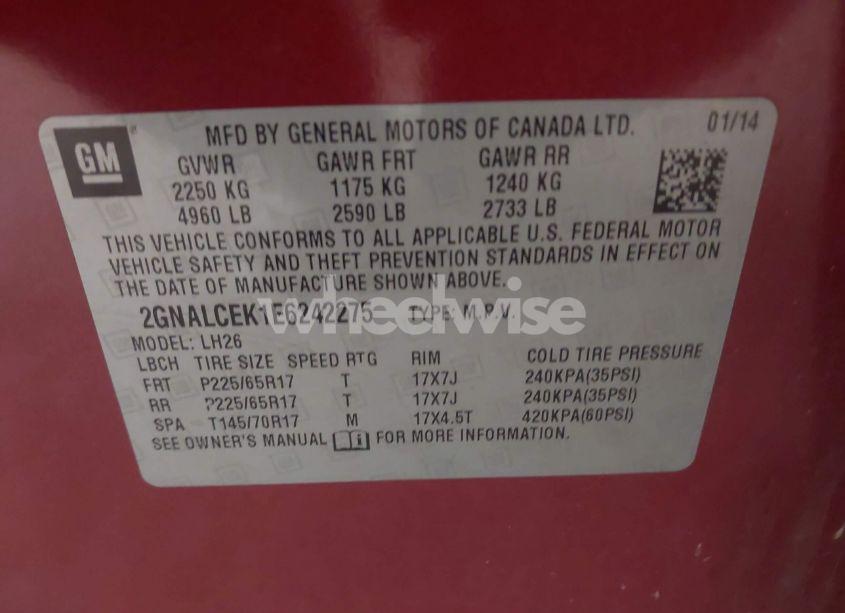 GM
MFD BY GENERAL MOTORS OF CANADA LTD. 01/14
GVWR GAWR FRT GAWR RR
2250 KG 1175 KG 1240 KG
4960 LB 2590 LB 2733 LB
THIS VEHICLE CONFORMS TO ALL APPLICABLE U.S. FEDERAL MOTOR
VEHICLE SAFETY AND THEFT PREVENTION STANDARDS IN EFFECT ON
THE DATE OF MANUFACTURE SHOWN ABOVE.
2GNALCEK1E6242275 TYPE: M.P.V.
wheelwise
MODEL: LH26
LBCH TIRE SIZE SPEED RTG RIM COLD TIRE PRESSURE
FRT P225/65R17 T 17X7J 240KPA(35PSI)
RR P225/65R17 T 17X7J 240KPA(35PSI)
SPA T145/70R17 M 17X4.5T 420KPA(60PSI)
SEE OWNER'S MANUAL FOR MORE INFORMATION.